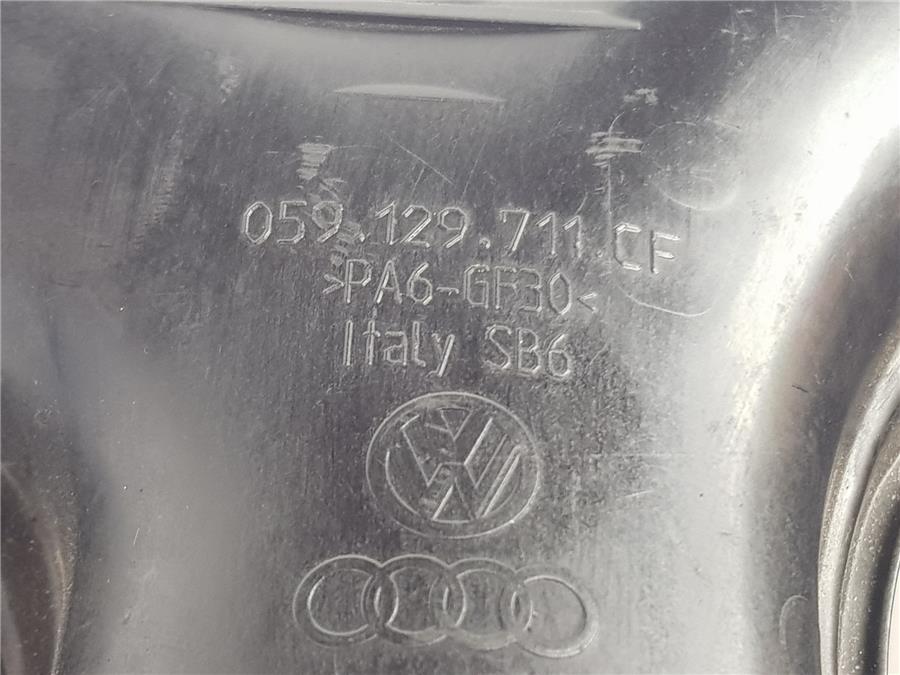 059.129.711 CF
>PA6-GF30<
Italy SB6